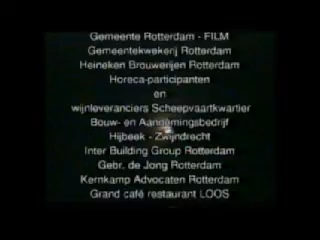 Gemeente Rotterdam - FILM
Gemeentekwekerij Rotterdam
Heineken Brouwerijen Rotterdam
Horeca-participanten
en
wijnleveranciers Scheepvaartkwartier
Bouw- en Aannemingsbedrijf
Hijbeek - Zwijndrecht
Inter Building Group Rotterdam
Gebr. de Jong Rotterdam
Kernkamp Advocaten Rotterdam
Grand café restaurant LOOS